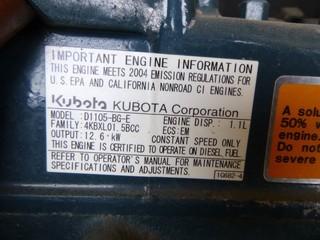 IMPORTANT ENGINE INFORMATION
THIS ENGINE MEETS 2004 EMISSION REGULATIONS FOR
U.S EPA AND CALIFORNIA NONROAD CI ENGINES.
Kubota KUBOTA Corporation
MODEL:D1105-BG-E ENGINE DISP.: 1.1L
FAMILY:4KBXL01.5BCC ECS:EM
OUTPUT:12.6 kW CONSTANT SPEED ONLY
THIS ENGINE IS CERTIFIED TO OPERATE ON DIESEL FUEL
REFER TO OPERATOR'S MANUAL FOR MAINTENANCE
SPECIFICATIONS AND ADJUSTMENTS.
1G682-4
A solu
50% w
engine.
Do not
severe